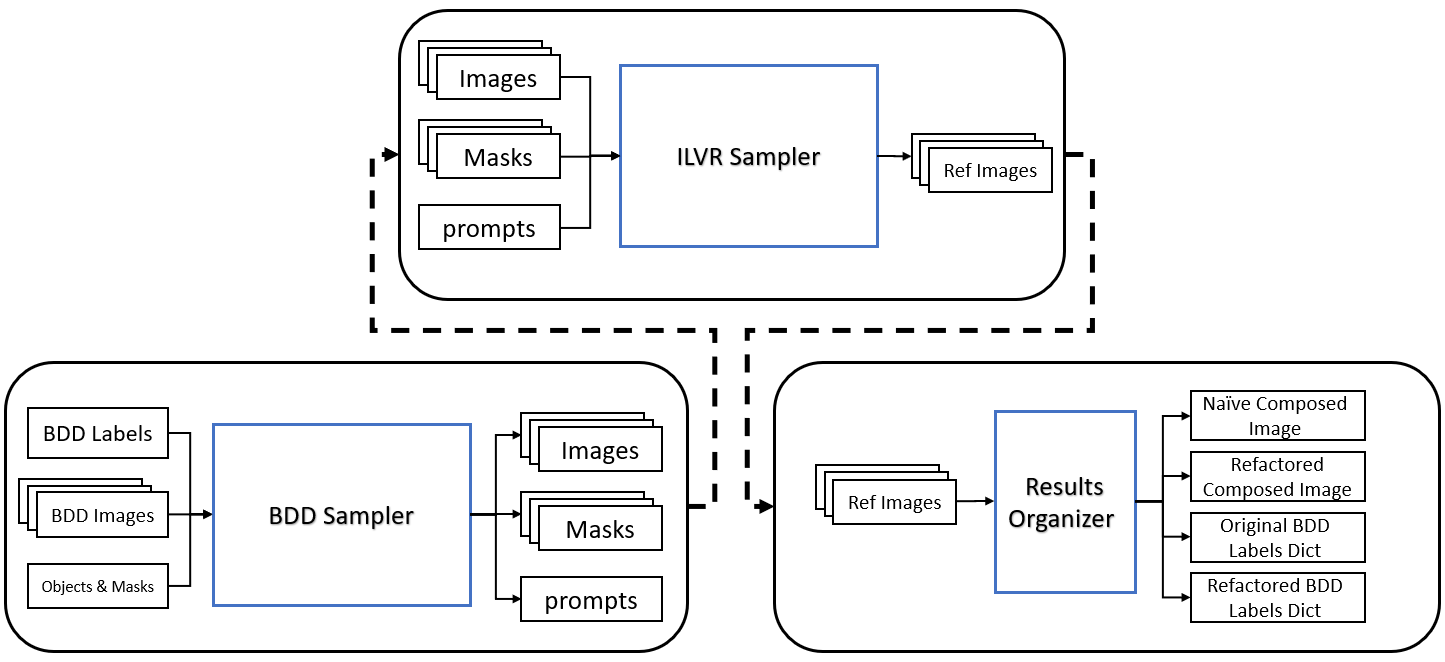 Images
Masks
prompts
ILVR Sampler
Ref Images
BDD Labels
BDD Images
Objects & Masks
BDD Sampler
Images
Masks
prompts
Ref Images
Results
Organizer
Naïve Composed
Image
Refactored
Composed Image
Original BDD
Labels Dict
Refactored BDD
Labels Dict